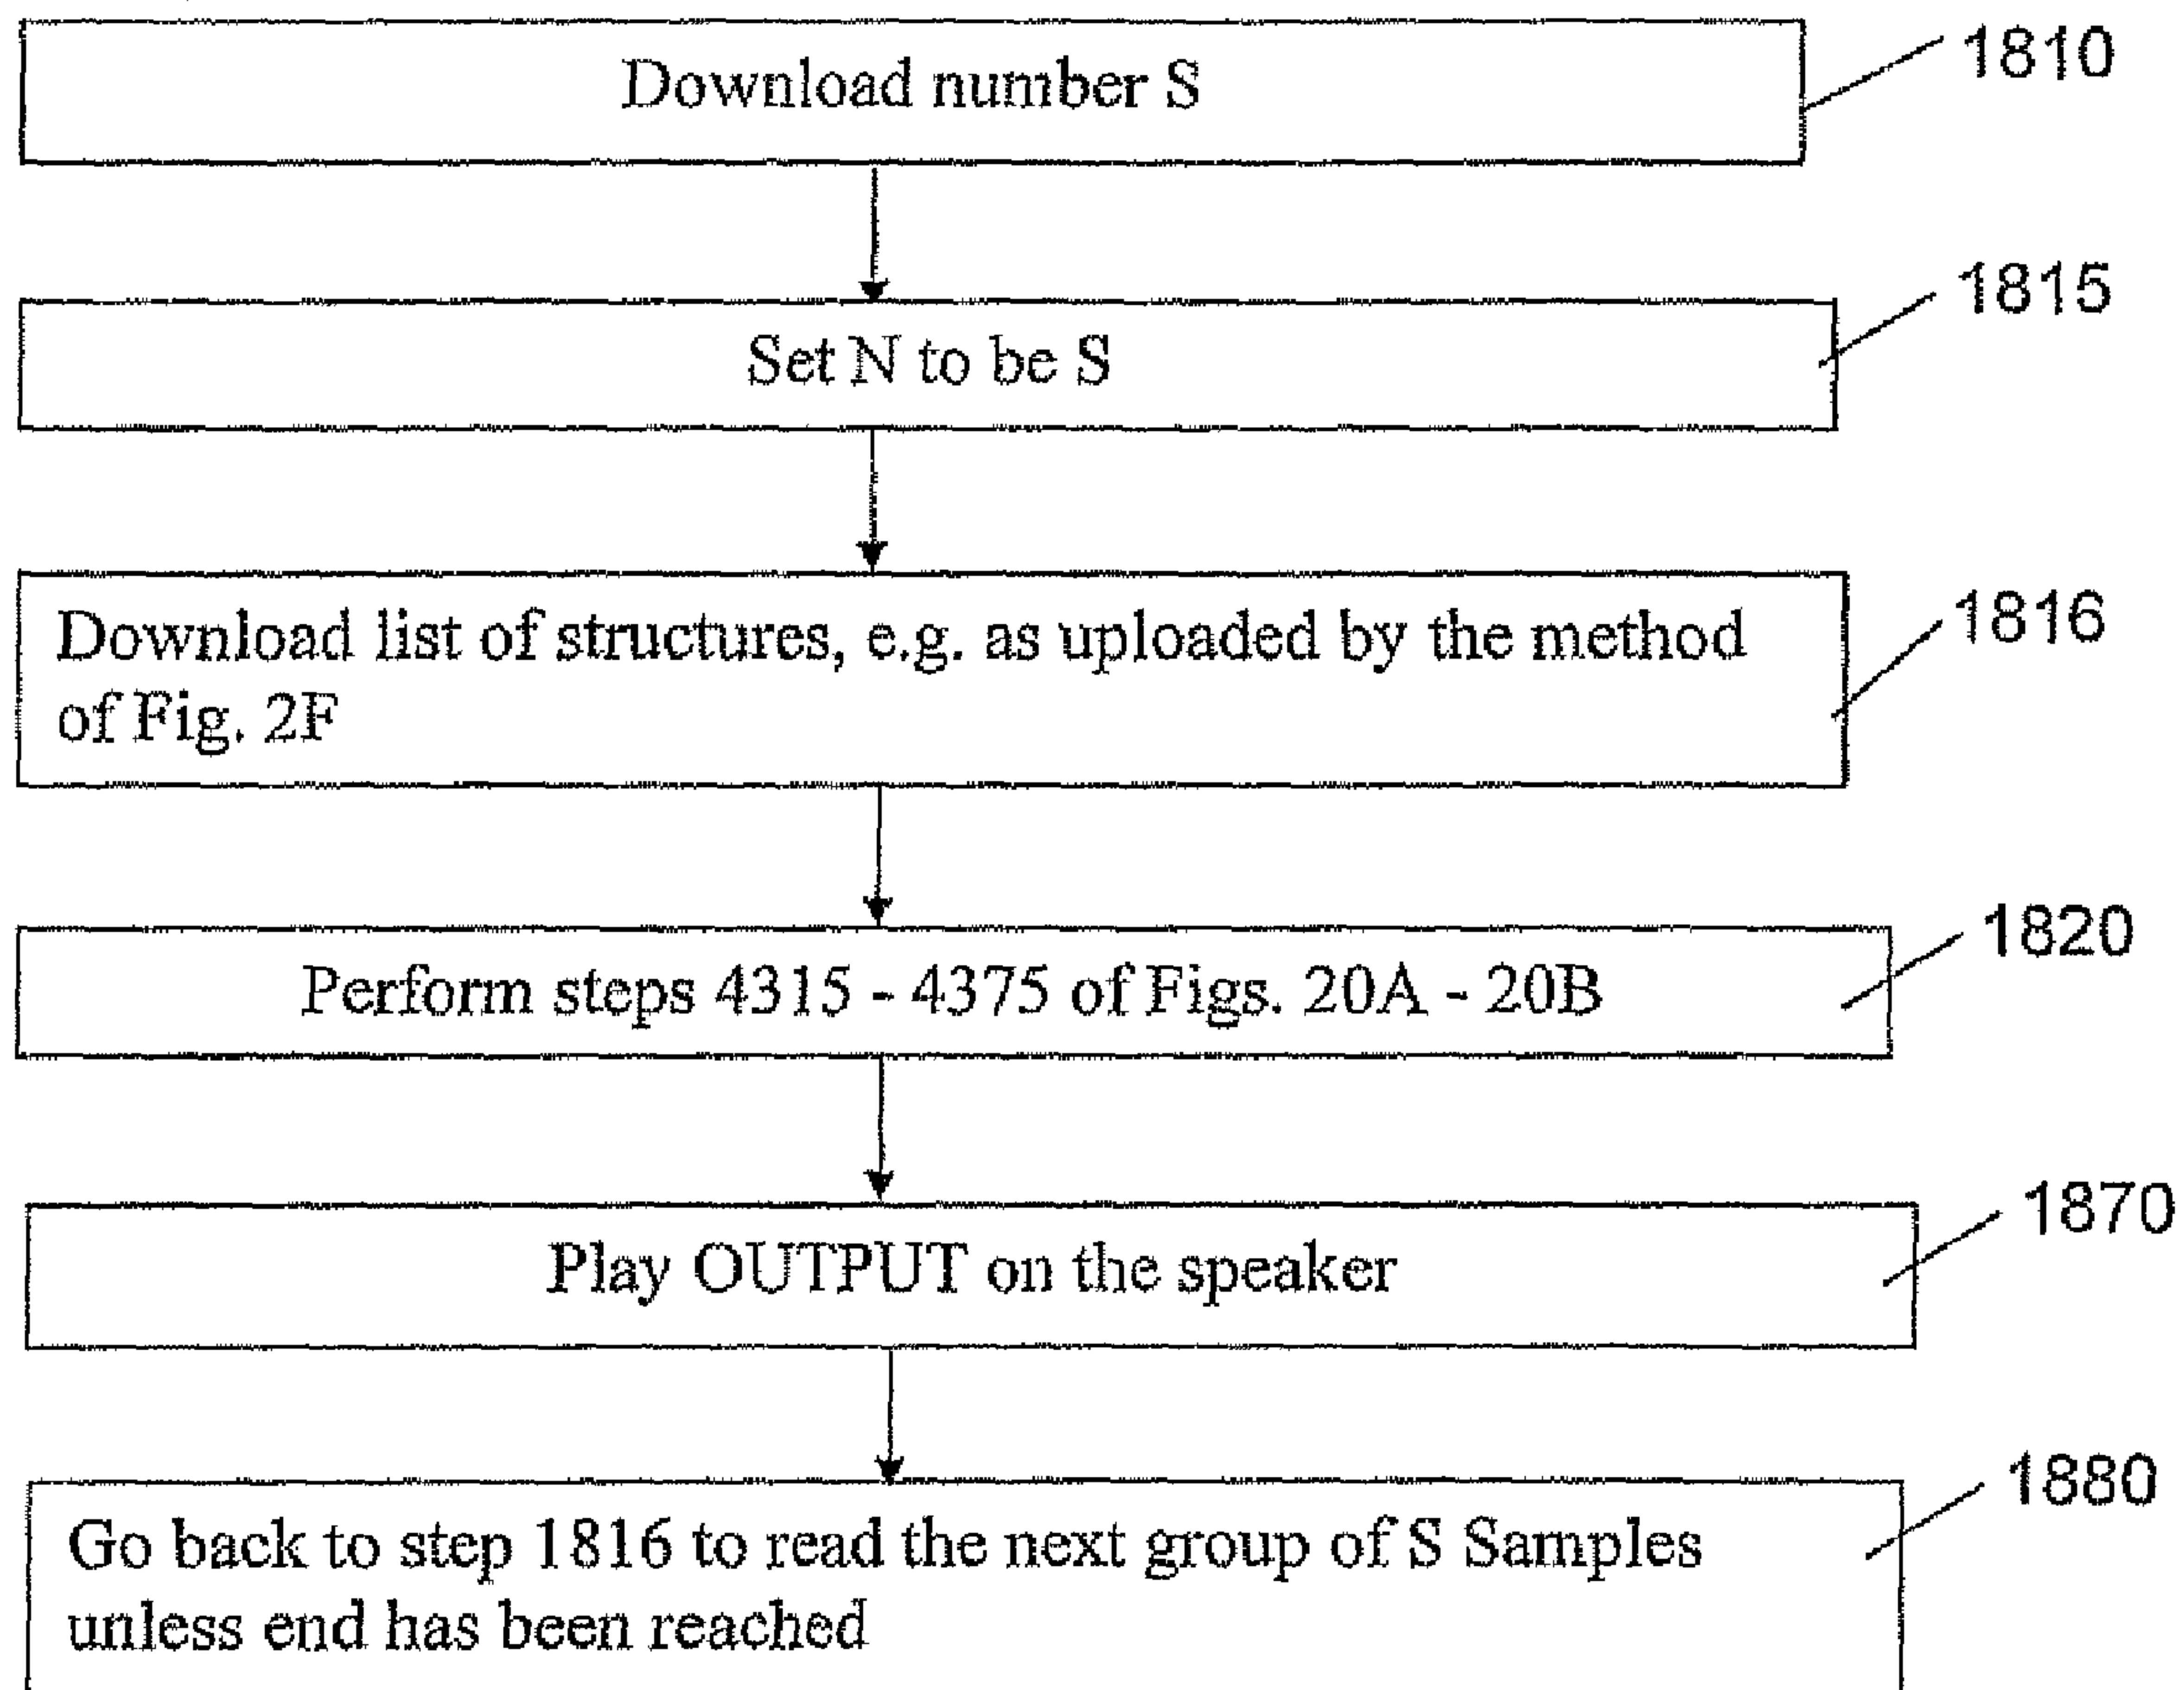 Download number S
1810
Set N to be S
1815
Download list of structures, e.g. as uploaded by the method
of Fig. 2F
1816
Perform steps 4315 - 4375 of Figs. 20A - 20B
1820
Play OUTPUT on the speaker
1870
Go back to step 1816 to read the next group of S Samples
unless end has been reached
1880